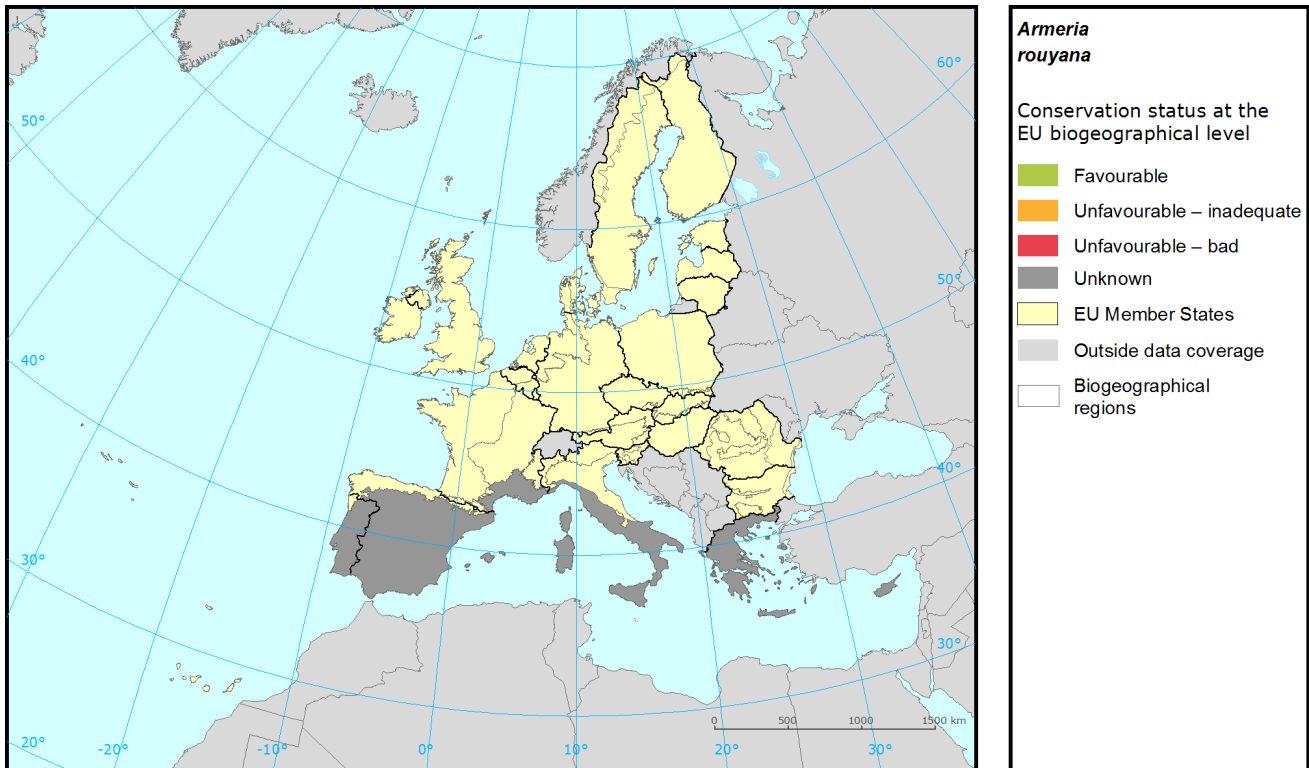 Armeria
rouyana
Conservation status at the
EU biogeographical level
Favourable
Unfavourable – inadequate
Unfavourable – bad
Unknown
EU Member States
Outside data coverage
Biogeographical
regions
60°
50°
50°
40°
40°
30°
30°
0 500 1000 1500 km
20° -20° -10° 0° 10° 20° 30°